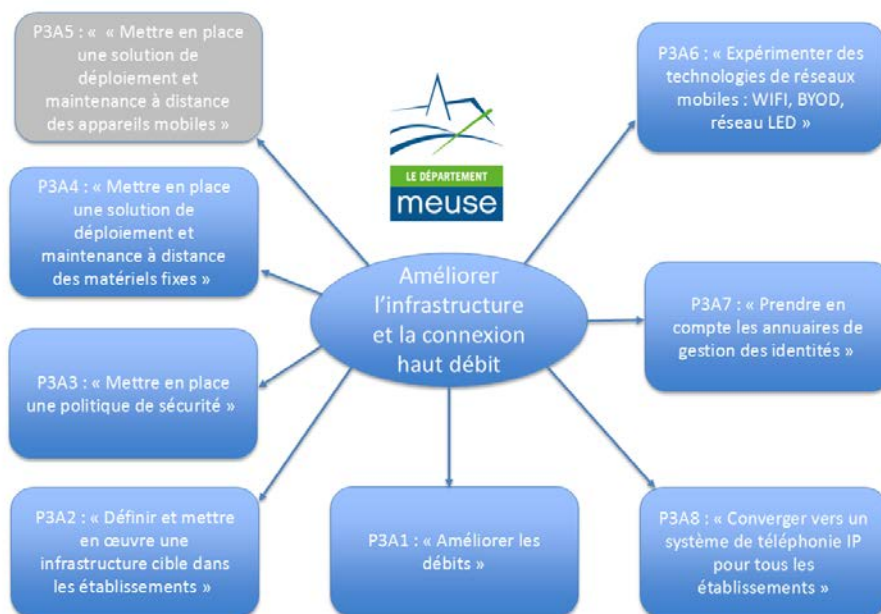 P3A5 : « « Mettre en place
une solution de
déploiement et
maintenance à distance
des appareils mobiles »
P3A6 : « Expérimenter des
technologies de réseaux
mobiles : WIFI, BYOD,
réseau LED »
LE DÉPARTEMENT
meuse
P3A4 : « Mettre en place
une solution de
déploiement et
maintenance à distance
des matériels fixes »
Améliorer
l’infrastructure
et la connexion
haut débit
P3A7 : « Prendre en
compte les annuaires de
gestion des identités »
P3A3 : « Mettre en place
une politique de sécurité »
P3A2 : « Définir et mettre
en œuvre une
infrastructure cible dans
les établissements »
P3A1 : « Améliorer les
débits »
P3A8 : « Converger vers un
système de téléphonie IP
pour tous les
établissements »